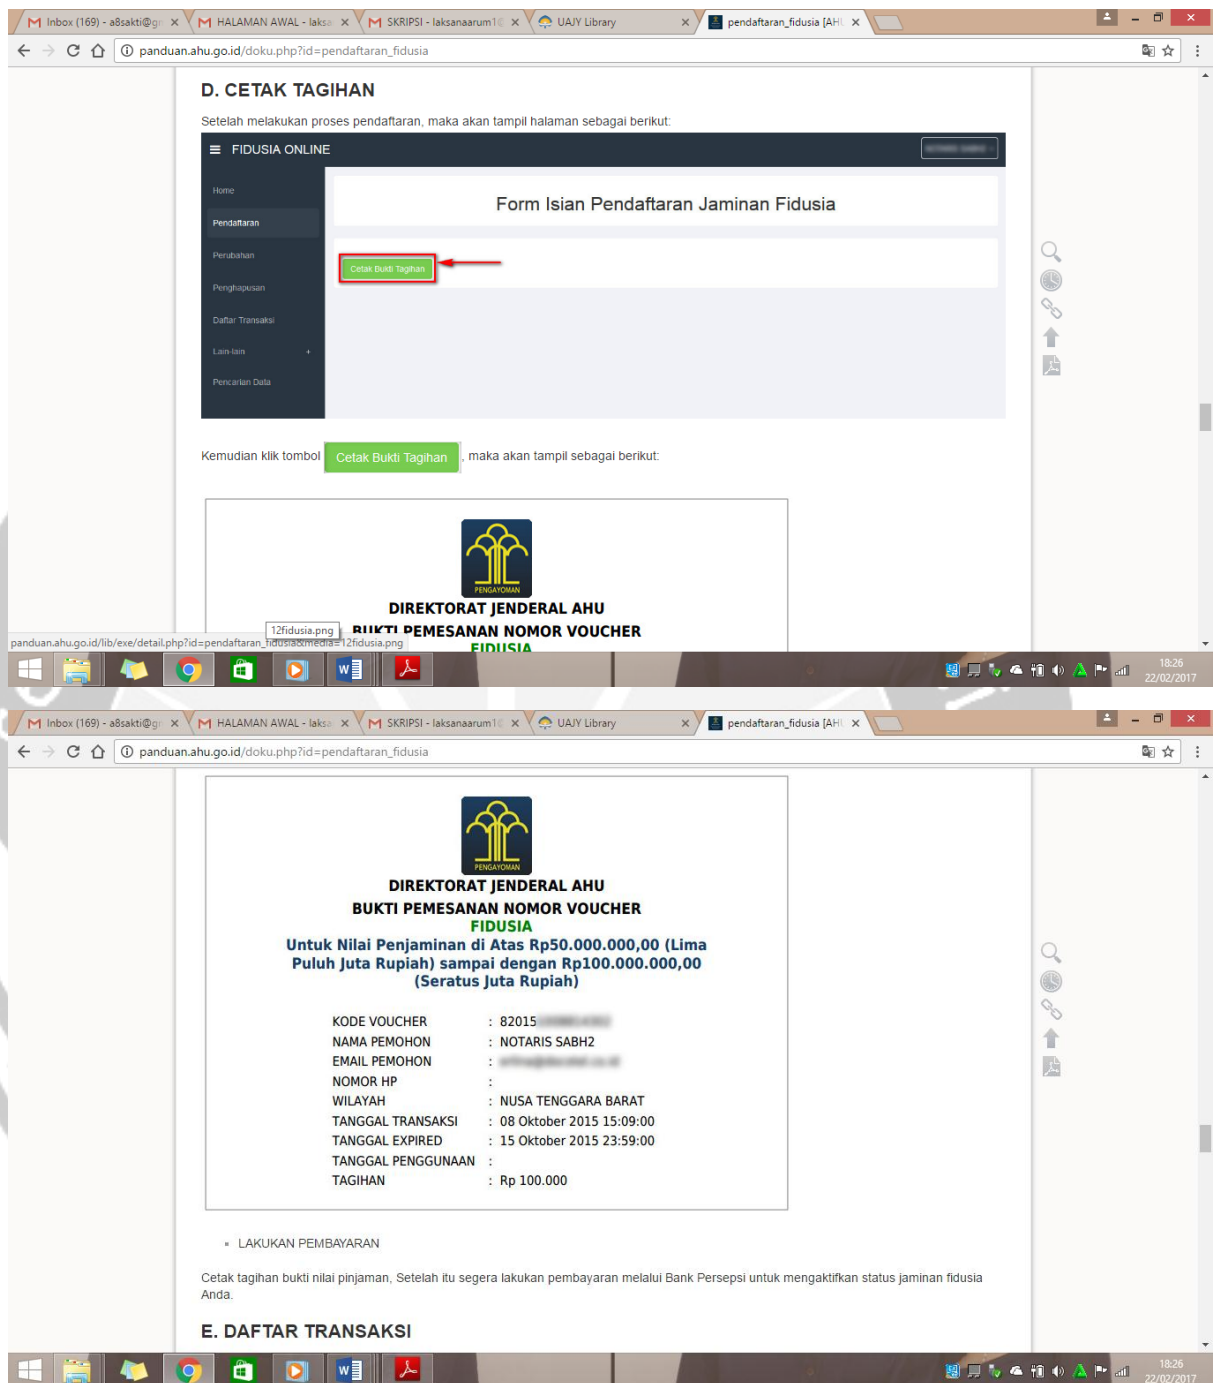 Inbox (169) - a8sakti@gm
HALAMAN AWAL - laksa
SKRIPSI - laksanaarum1
UAJY Library
pendaftaran_fidusia [AH
panduan.ahu.go.id/doku.php?id=pendaftaran_fidusia
D. CETAK TAGIHAN
Setelah melakukan proses pendaftaran, maka akan tampil halaman sebagai berikut:
FIDUSIA ONLINE
Home
Form Isian Pendaftaran Jaminan Fidusia
Pendaftaran
Perubahan
Cetak Bukti Tagihan
Penghapusan
Daftar Transaksi
Lain-lain +
Pencarian Data
Kemudian klik tombol Cetak Bukti Tagihan , maka akan tampil sebagai berikut:
PENGAYOMAN
DIREKTORAT JENDERAL AHU
BUKTI PEMESANAN NOMOR VOUCHER
FIDUSIA
12fidusia.png
panduan.ahu.go.id/lib/exe/detail.php?id=pendaftaran_fidusia&media=12fidusia.png
18:26
22/02/2017
Inbox (169) - a8sakti@gm
HALAMAN AWAL - laksa
SKRIPSI - laksanaarum1
UAJY Library
pendaftaran_fidusia [AH
panduan.ahu.go.id/doku.php?id=pendaftaran_fidusia
PENGAYOMAN
DIREKTORAT JENDERAL AHU
BUKTI PEMESANAN NOMOR VOUCHER
FIDUSIA
Untuk Nilai Penjaminan di Atas Rp50.000.000,00 (Lima
Puluh Juta Rupiah) sampai dengan Rp100.000.000,00
(Seratus Juta Rupiah)
KODE VOUCHER : 82015
NAMA PEMOHON : NOTARIS SABH2
EMAIL PEMOHON :
NOMOR HP :
WILAYAH : NUSA TENGGARA BARAT
TANGGAL TRANSAKSI : 08 Oktober 2015 15:09:00
TANGGAL EXPIRED : 15 Oktober 2015 23:59:00
TANGGAL PENGGUNAAN :
TAGIHAN : Rp 100.000
LAKUKAN PEMBAYARAN
Cetak tagihan bukti nilai pinjaman, Setelah itu segera lakukan pembayaran melalui Bank Persepsi untuk mengaktifkan status jaminan fidusia
Anda.
E. DAFTAR TRANSAKSI
18:26
22/02/2017